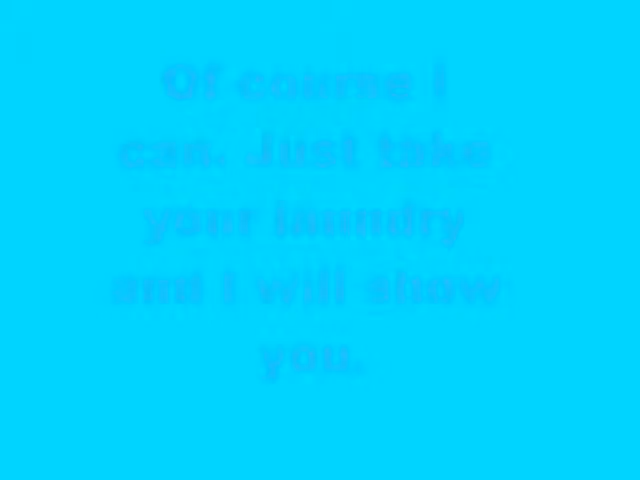 Of course I
can. Just take
your laundry
and I will show
you.